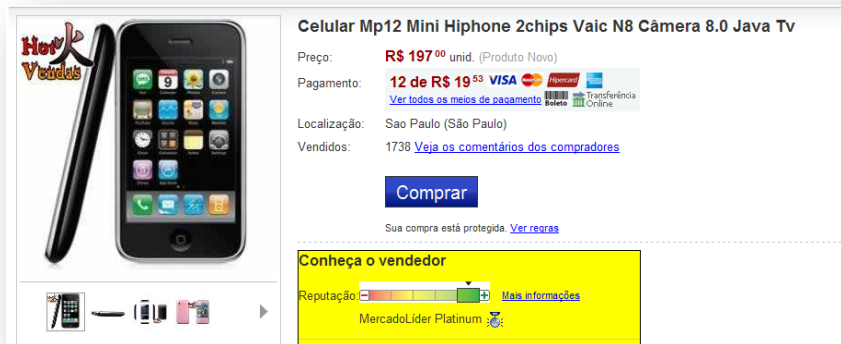 Celular Mp12 Mini Hiphone 2chips Vaic N8 Câmera 8.0 Java Tv
Hot
Vendas
Preço: R$ 197 00 unid. (Produto Novo)
Pagamento: 12 de R$ 19 53 VISA MasterCard Hipercard
Ver todos os meios de pagamento Boleto Transferência Online
Localização: Sao Paulo (São Paulo)
Vendidos: 1738 Veja os comentários dos compradores
Comprar
Sua compra está protegida. Ver regras
Conheça o vendedor
Reputação: Mais informações
MercadoLíder Platinum